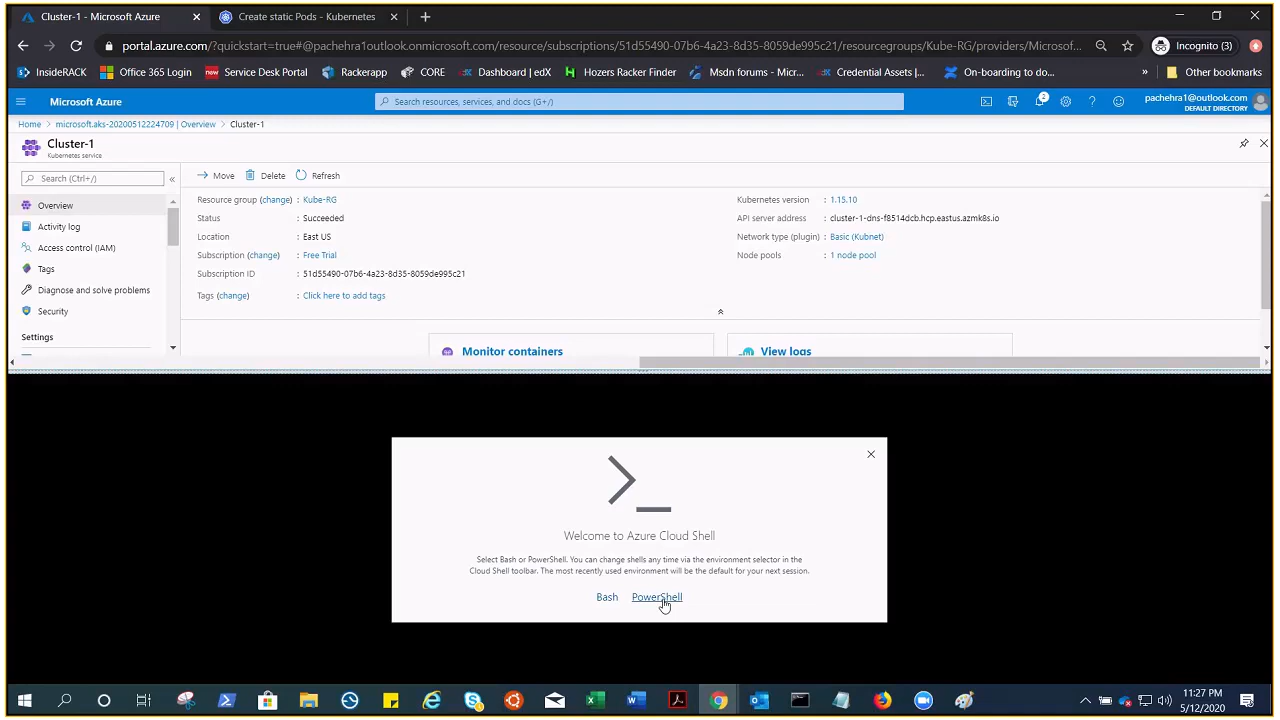 Cluster-1 - Microsoft Azure
Create static Pods - Kubernetes
portal.azure.com/?quickstart=true#@pachehra1outlook.onmicrosoft.com/resource/subscriptions/51d55490-07b6-4a23-8d35-8059de995c21/resourcegroups/Kube-RG/providers/Microsof...
Incognito (3)
InsideRACK
Office 365 Login
new
Service Desk Portal
Rackerapp
CORE
Dashboard | edX
Hozers Racker Finder
Msdn forums - Micr...
Credential Assets |...
On-boarding to do...
»
Other bookmarks
Microsoft Azure
Search resources, services, and docs (G+/)
2
pachehra1@outlook.com
DEFAULT DIRECTORY
Home > microsoft.aks-20200512224709 | Overview > Cluster-1
Cluster-1
Kubernetes service
Search (Ctrl+/)
«
Move
Delete
Refresh
Overview
Activity log
Access control (IAM)
Tags
Diagnose and solve problems
Security
Settings
Resource group (change) : Kube-RG
Status : Succeeded
Location : East US
Subscription (change) : Free Trial
Subscription ID : 51d55490-07b6-4a23-8d35-8059de995c21
Tags (change) : Click here to add tags
Kubernetes version : 1.15.10
API server address : cluster-1-dns-f8514dcb.hcp.eastus.azmk8s.io
Network type (plugin) : Basic (Kubnet)
Node pools : 1 node pool
Monitor containers
View logs
Welcome to Azure Cloud Shell
Select Bash or PowerShell. You can change shells any time via the environment selector in the
Cloud Shell toolbar. The most recently used environment will be the default for your next session.
Bash PowerShell
11:27 PM
5/12/2020